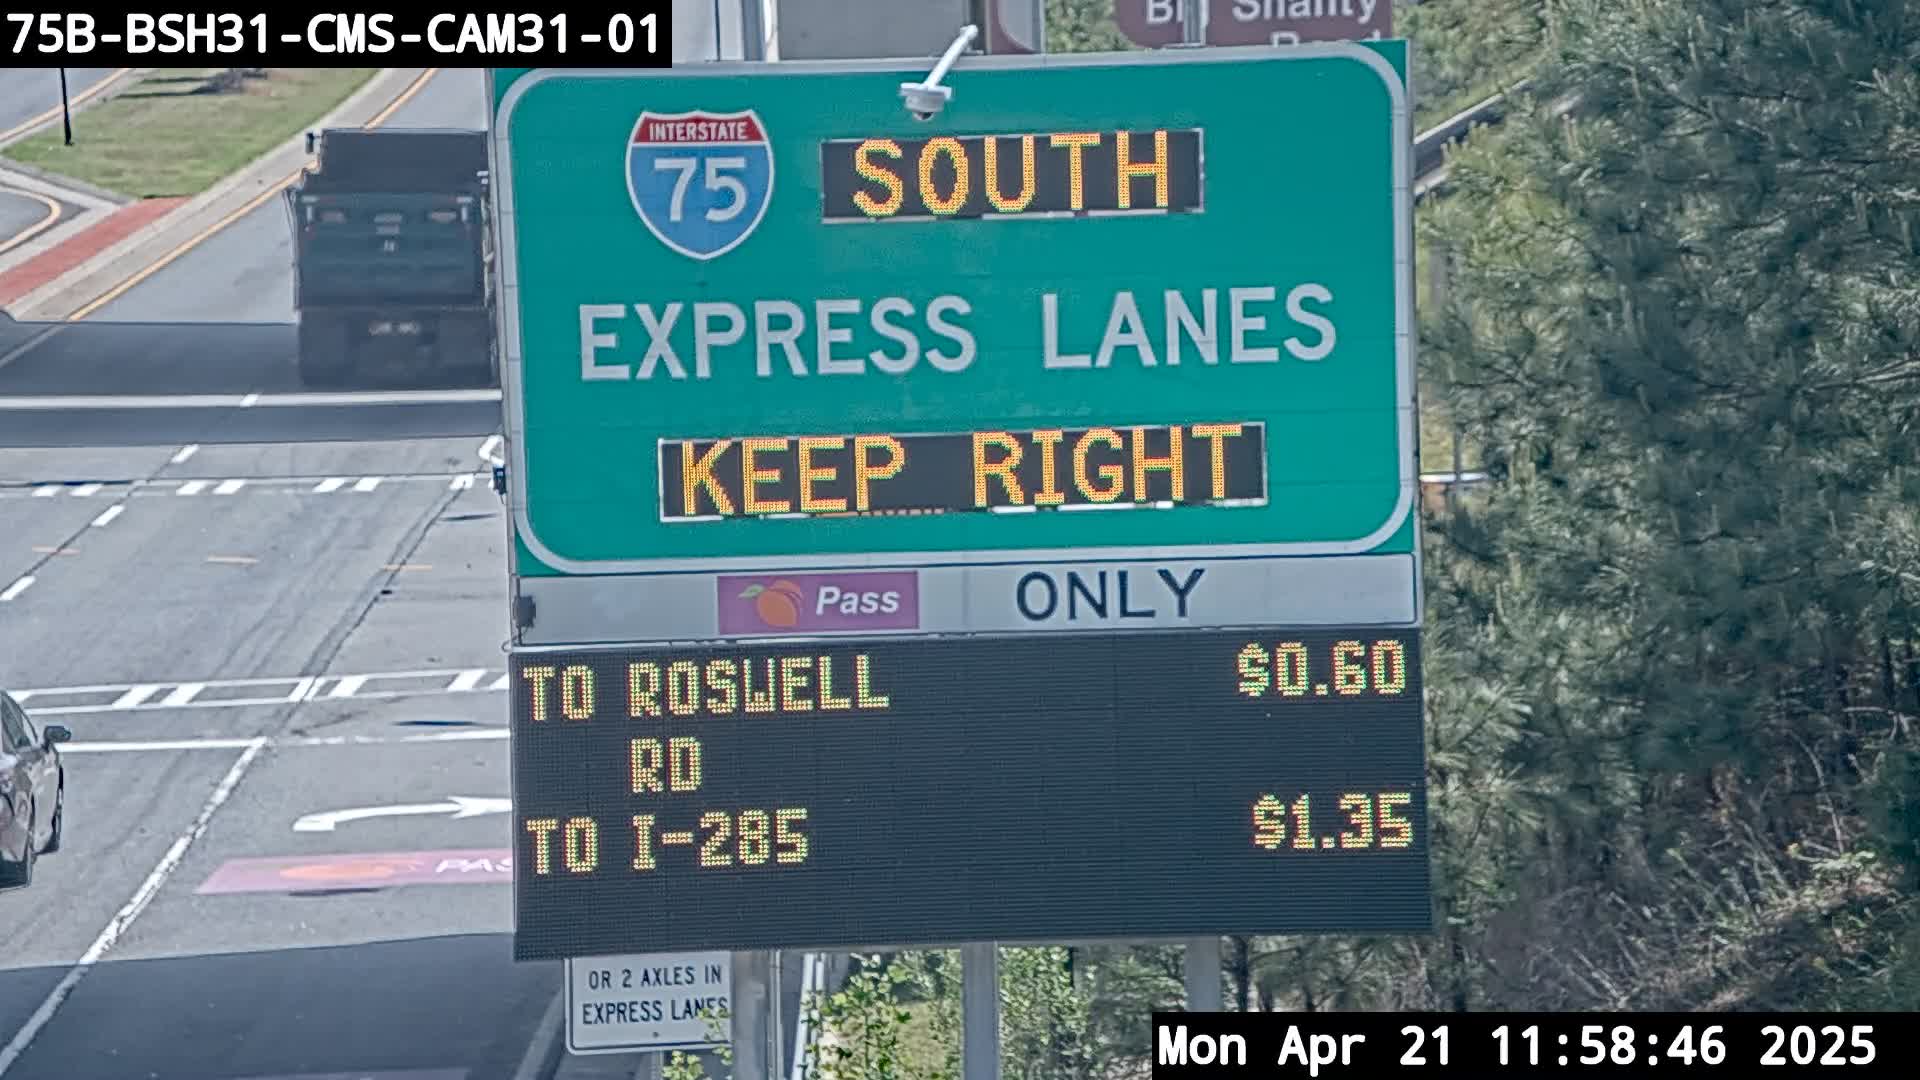 75B-BSH31-CMS-CAM31-01
Shanty
INTERSTATE
75
SOUTH
EXPRESS LANES
KEEP RIGHT
Pass ONLY
TO ROSWELL $0.60
RD
TO I-285 $1.35
OR 2 AXLES IN
EXPRESS LANES
Mon Apr 21 11:58:46 2025